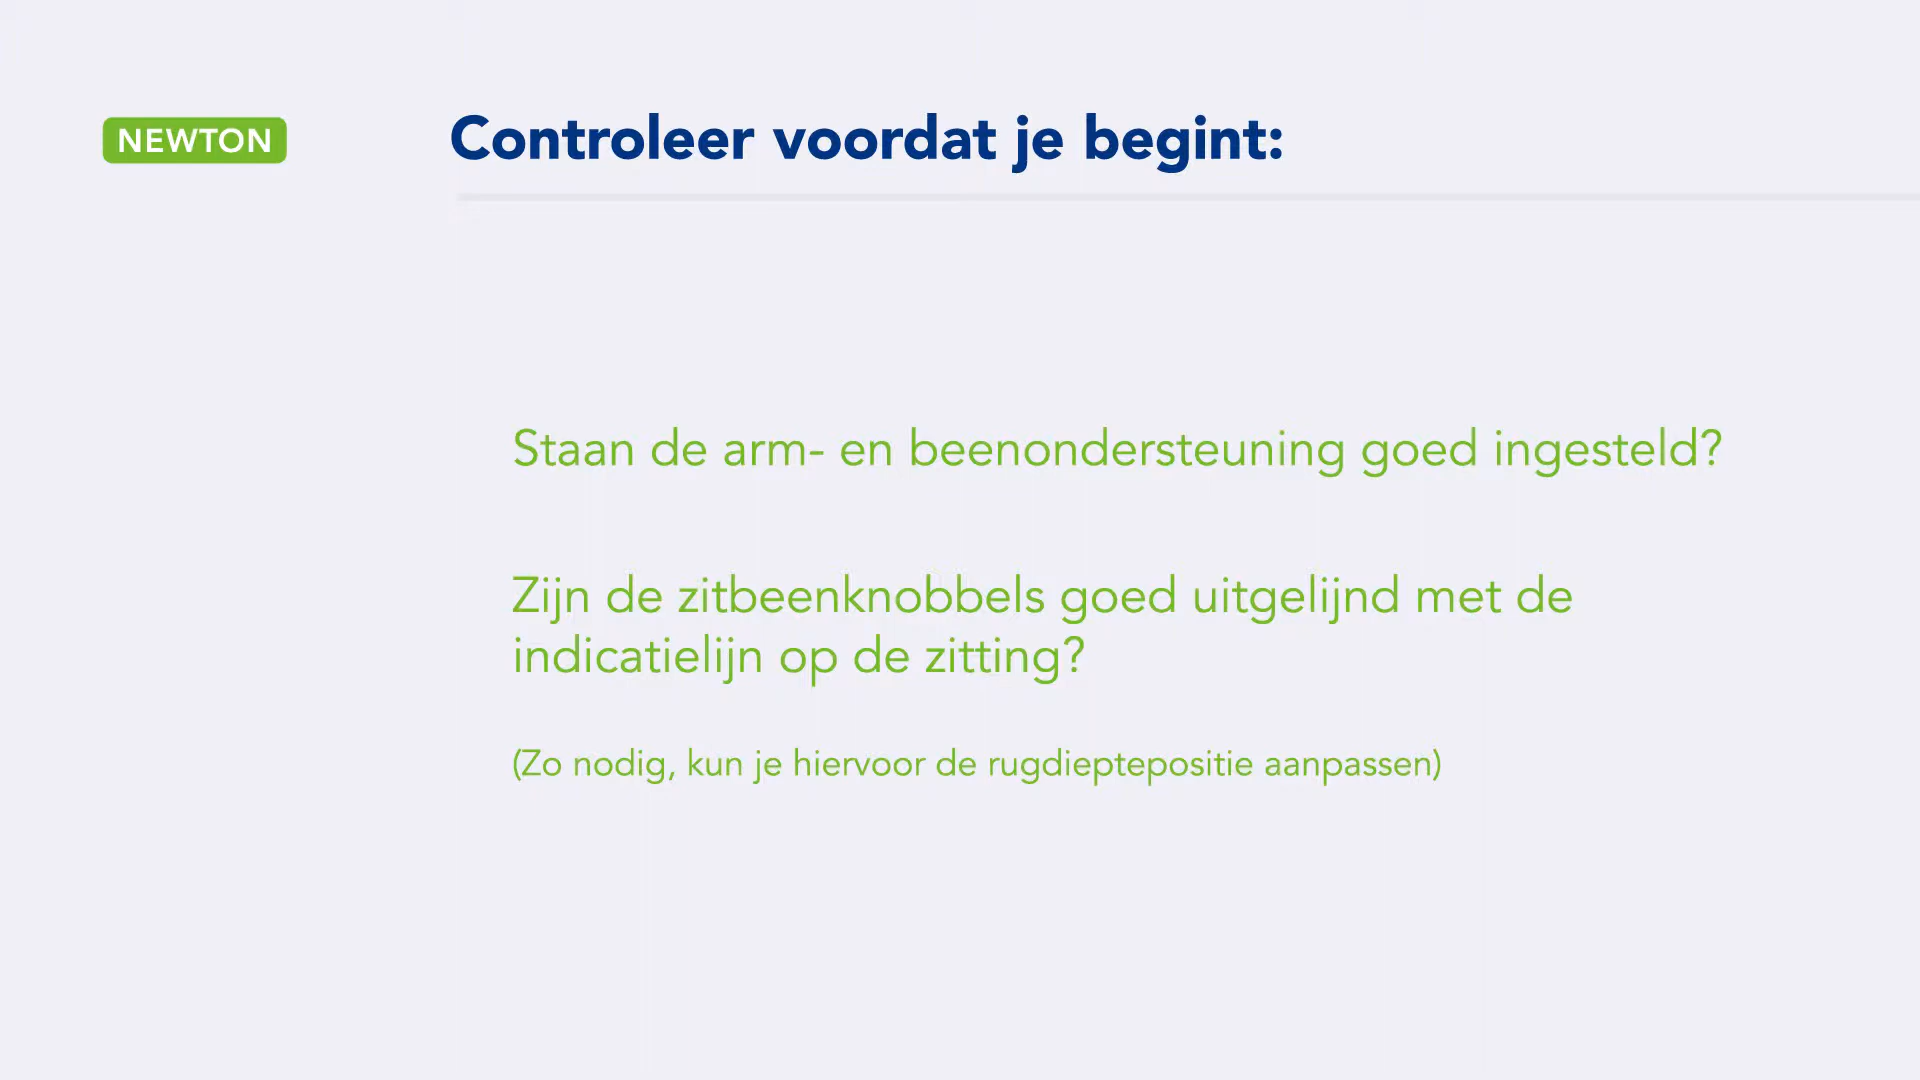 NEWTON
Controleer voordat je begint:
Staan de arm- en beenondersteuning goed ingesteld?
Zijn de zitbeenknobbels goed uitgelijnd met de
indicatielijn op de zitting?
(Zo nodig, kun je hiervoor de rugdieptepositie aanpassen)